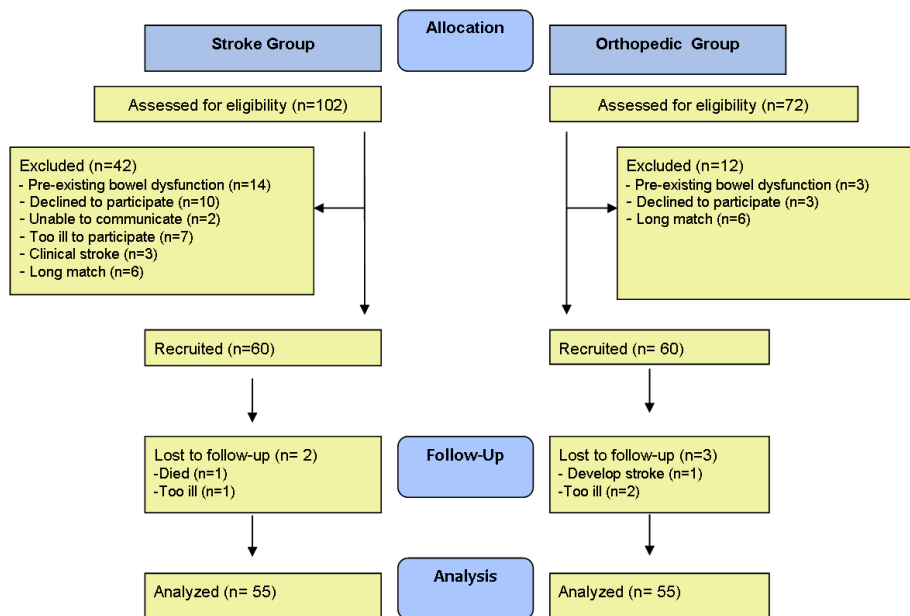 Stroke Group
Allocation
Orthopedic Group
Assessed for eligibility (n=102)
Assessed for eligibility (n=72)
Excluded (n=42)
- Pre-existing bowel dysfunction (n=14)
- Declined to participate (n=10)
- Unable to communicate (n=2)
- Too ill to participate (n=7)
- Clinical stroke (n=3)
- Long match (n=6)
Excluded (n=12)
- Pre-existing bowel dysfunction (n=3)
- Declined to participate (n=3)
- Long match (n=6)
Recruited (n=60)
Recruited (n= 60)
Lost to follow-up (n= 2)
-Died (n=1)
-Too ill (n=1)
Follow-Up
Lost to follow-up (n=3)
- Develop stroke (n=1)
-Too ill (n=2)
Analyzed (n= 55)
Analysis
Analyzed (n= 55)